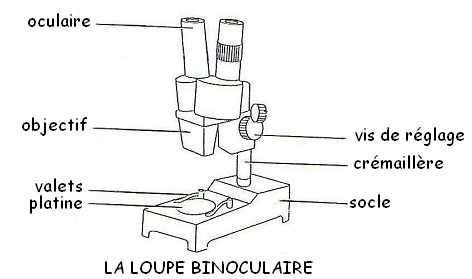 oculaire
objectif
vis de réglage
crémaillère
valets
platine
socle
LA LOUPE BINOCULAIRE